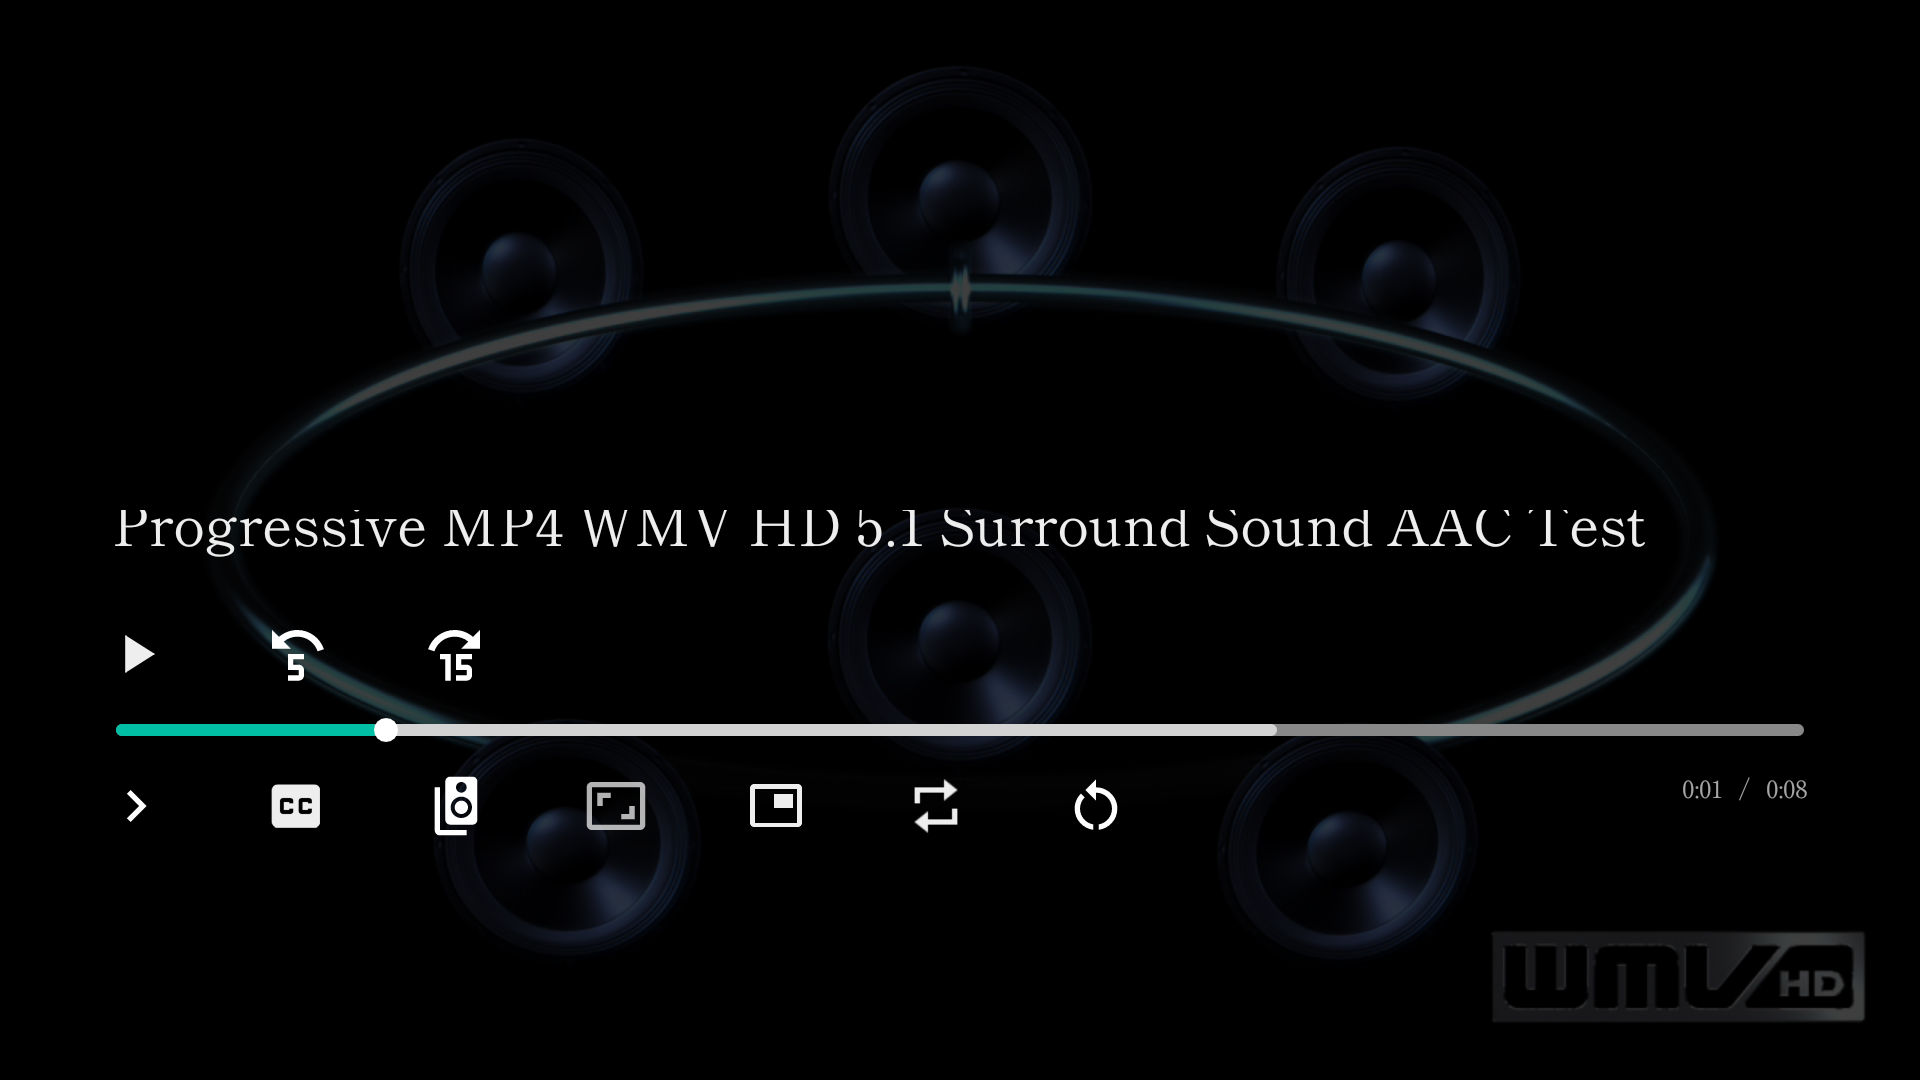 Progressive MP4 WMV HD 5.1 Surround Sound AAC Test
5
15
CC
0:01 / 0:08
WMV HD